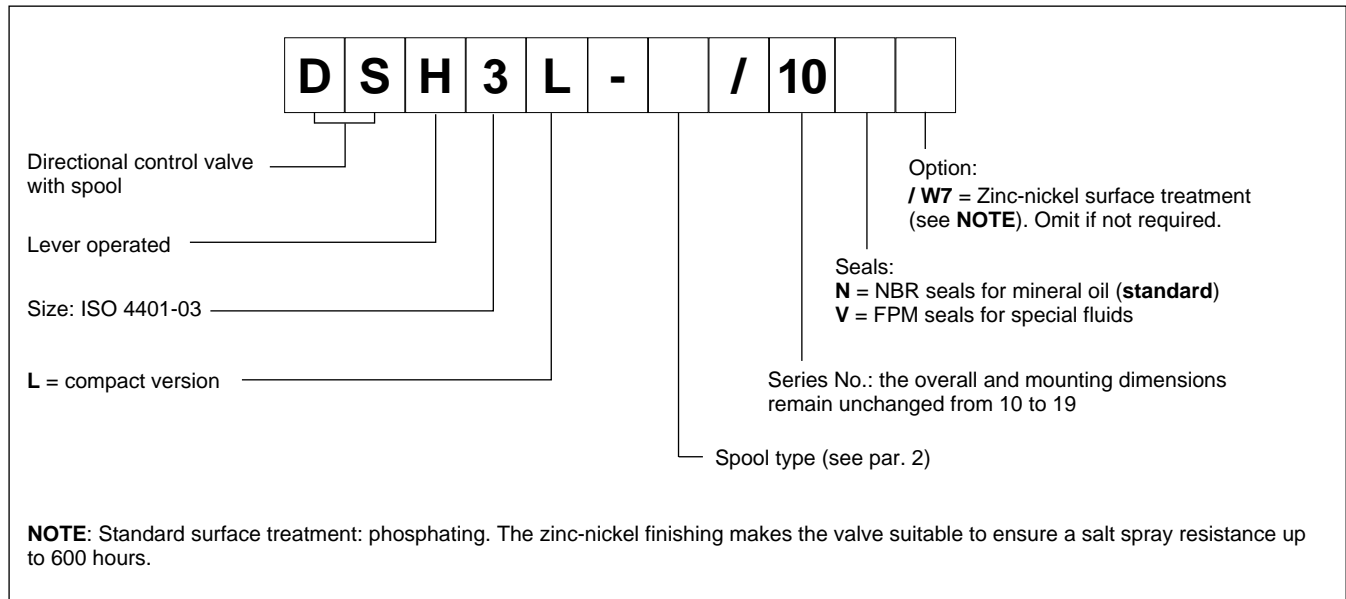 D S H 3 L - / 10
Directional control valve
with spool
Lever operated
Size: ISO 4401-03
L = compact version
Option:
/ W7 = Zinc-nickel surface treatment
(see NOTE). Omit if not required.
Seals:
N = NBR seals for mineral oil (standard)
V = FPM seals for special fluids
Series No.: the overall and mounting dimensions
remain unchanged from 10 to 19
Spool type (see par. 2)
NOTE: Standard surface treatment: phosphating. The zinc-nickel finishing makes the valve suitable to ensure a salt spray resistance up
to 600 hours.